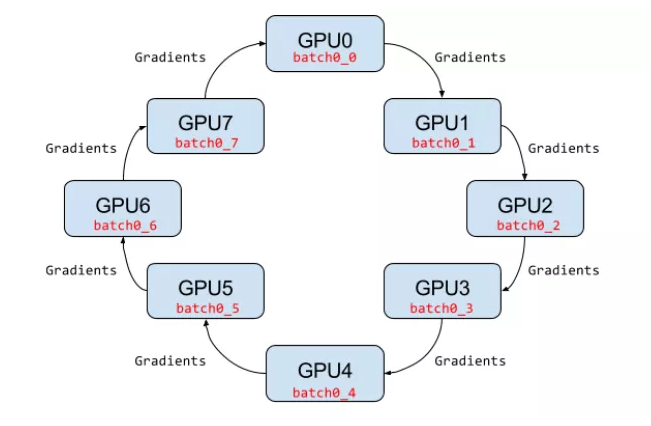 GPU0
batch0_0
Gradients
Gradients
GPU7
batch0_7
GPU1
batch0_1
Gradients
Gradients
GPU6
batch0_6
GPU2
batch0_2
Gradients
Gradients
GPU5
batch0_5
GPU3
batch0_3
Gradients
Gradients
GPU4
batch0_4